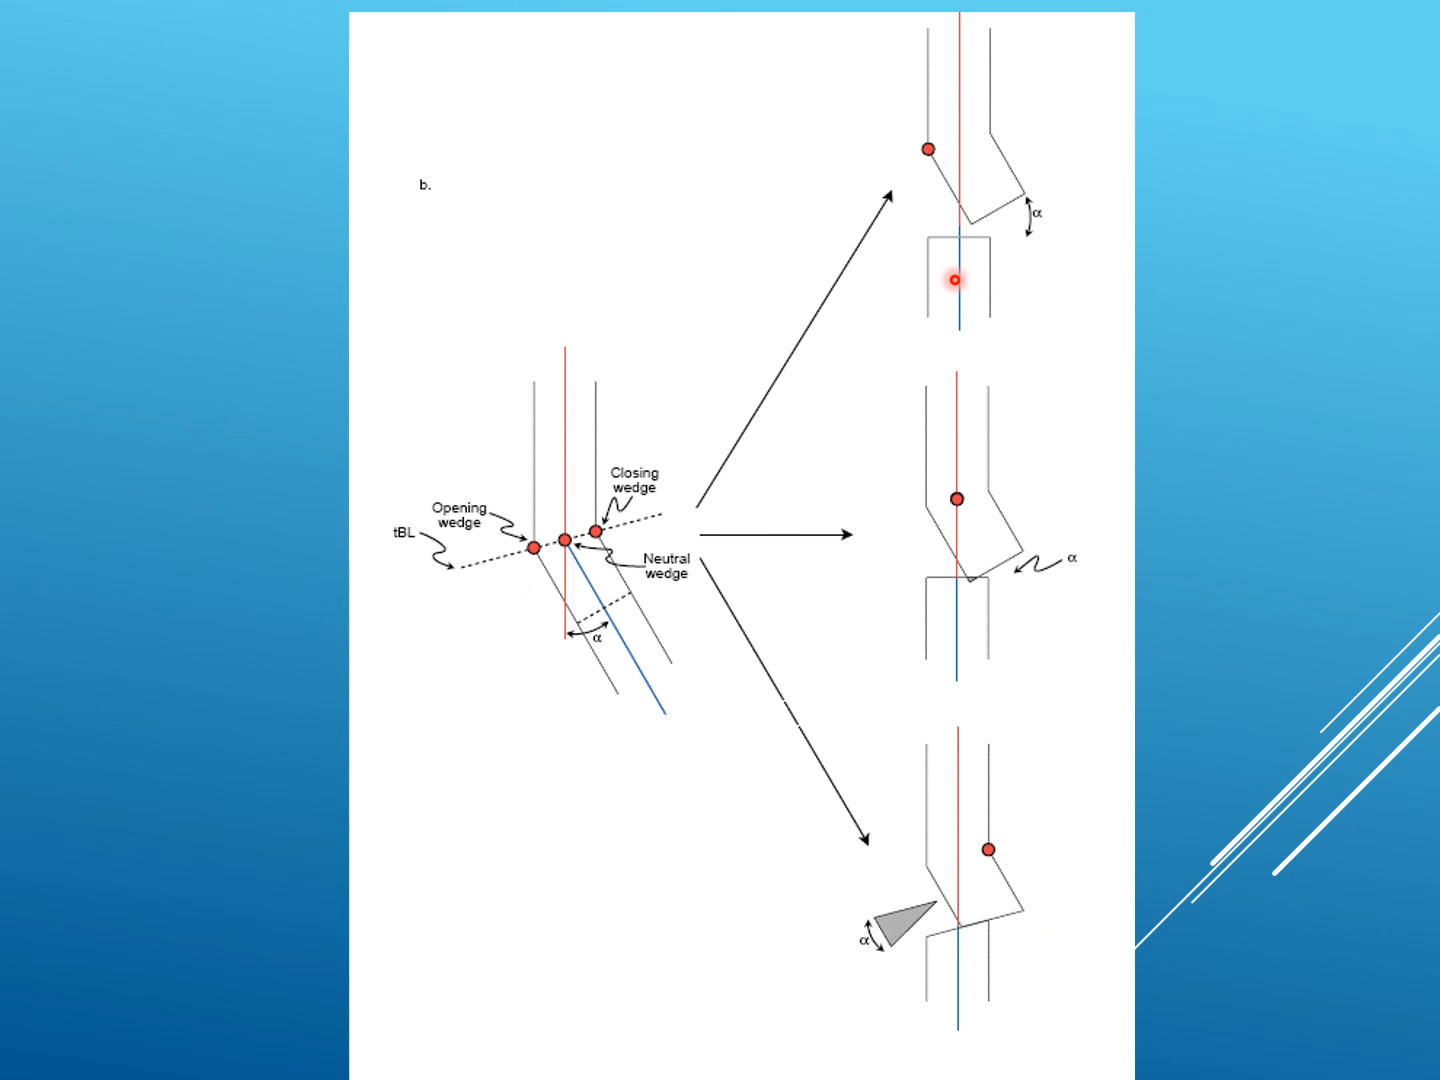 b.
α
Closing
wedge
Opening
wedge
tBL
Neutral
wedge
α
α
α